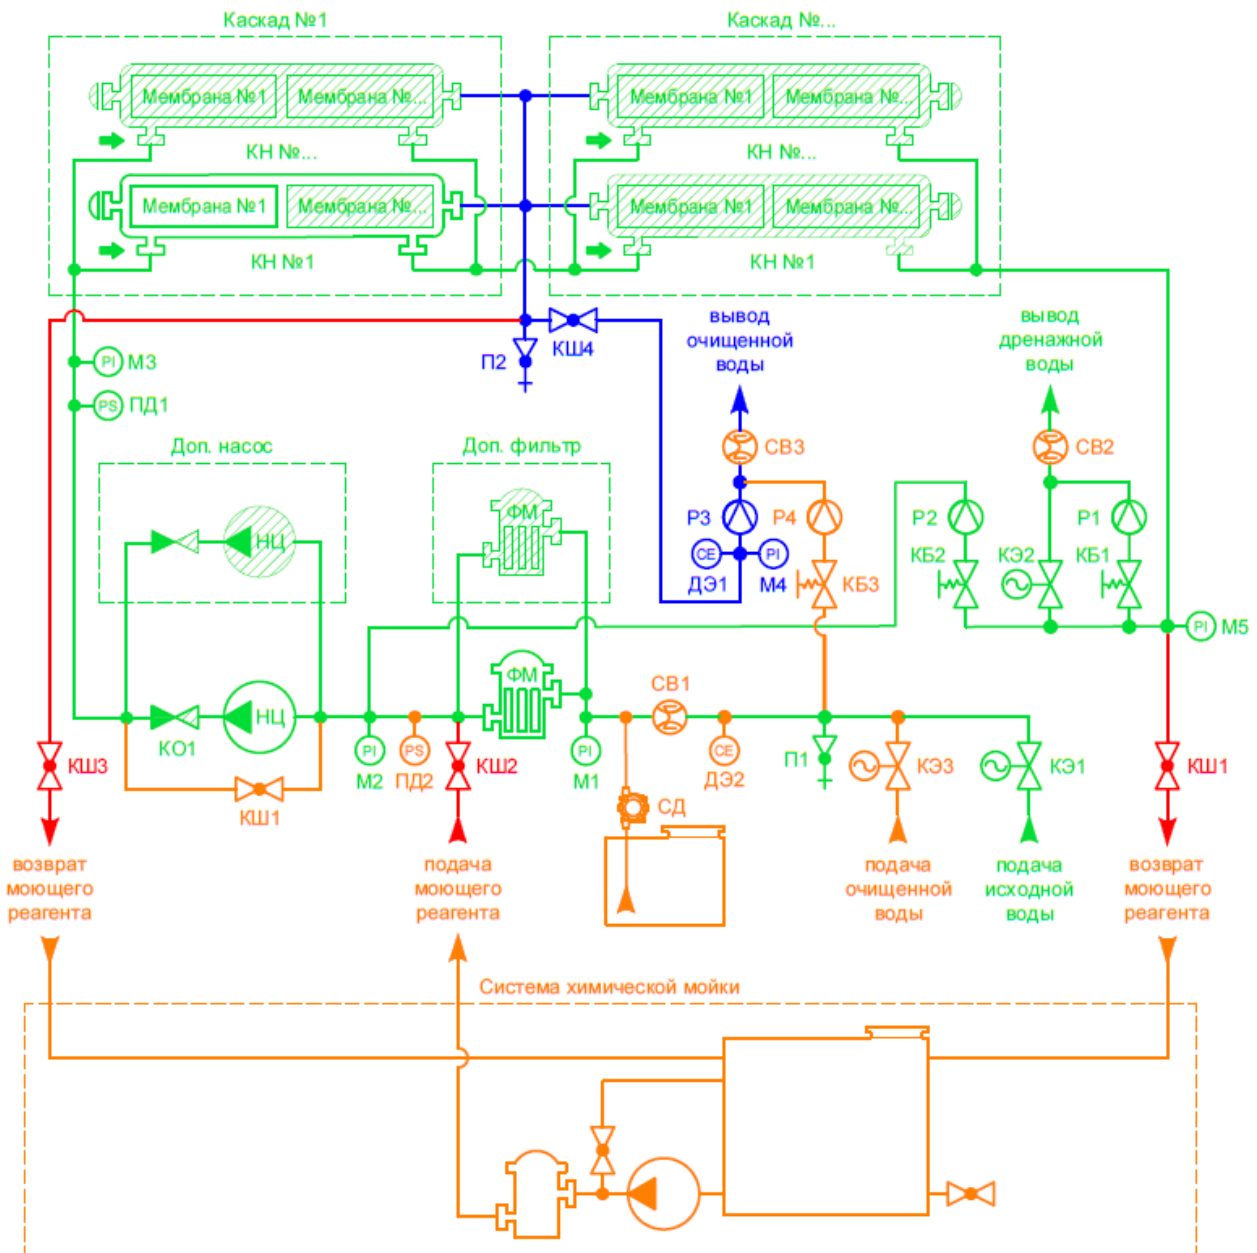 Каскад №1
Каскад №...
Мембрана №1
Мембрана №...
Мембрана №1
Мембрана №...
КН №...
КН №...
Мембрана №1
Мембрана №...
Мембрана №1
Мембрана №...
КН №1
КН №1
П2
КШ4
вывод
очищенной
воды
вывод
дренажной
воды
PI
М3
PS
ПД1
Доп. насос
Доп. фильтр
СВ3
СВ2
НЦ
ФМ
Р3
Р4
Р2
Р1
CE
PI
ДЭ1
М4
КБ3
КБ2
КЭ2
КБ1
PI
М5
ФМ
СВ1
НЦ
КО1
PI
М2
PS
ПД2
PI
М1
CE
ДЭ2
П1
КЭ3
КЭ1
КШ3
КШ1
КШ2
КШ1
СД
возврат
моющего
реагента
подача
моющего
реагента
подача
очищенной
воды
подача
исходной
воды
возврат
моющего
реагента
Система химической мойки